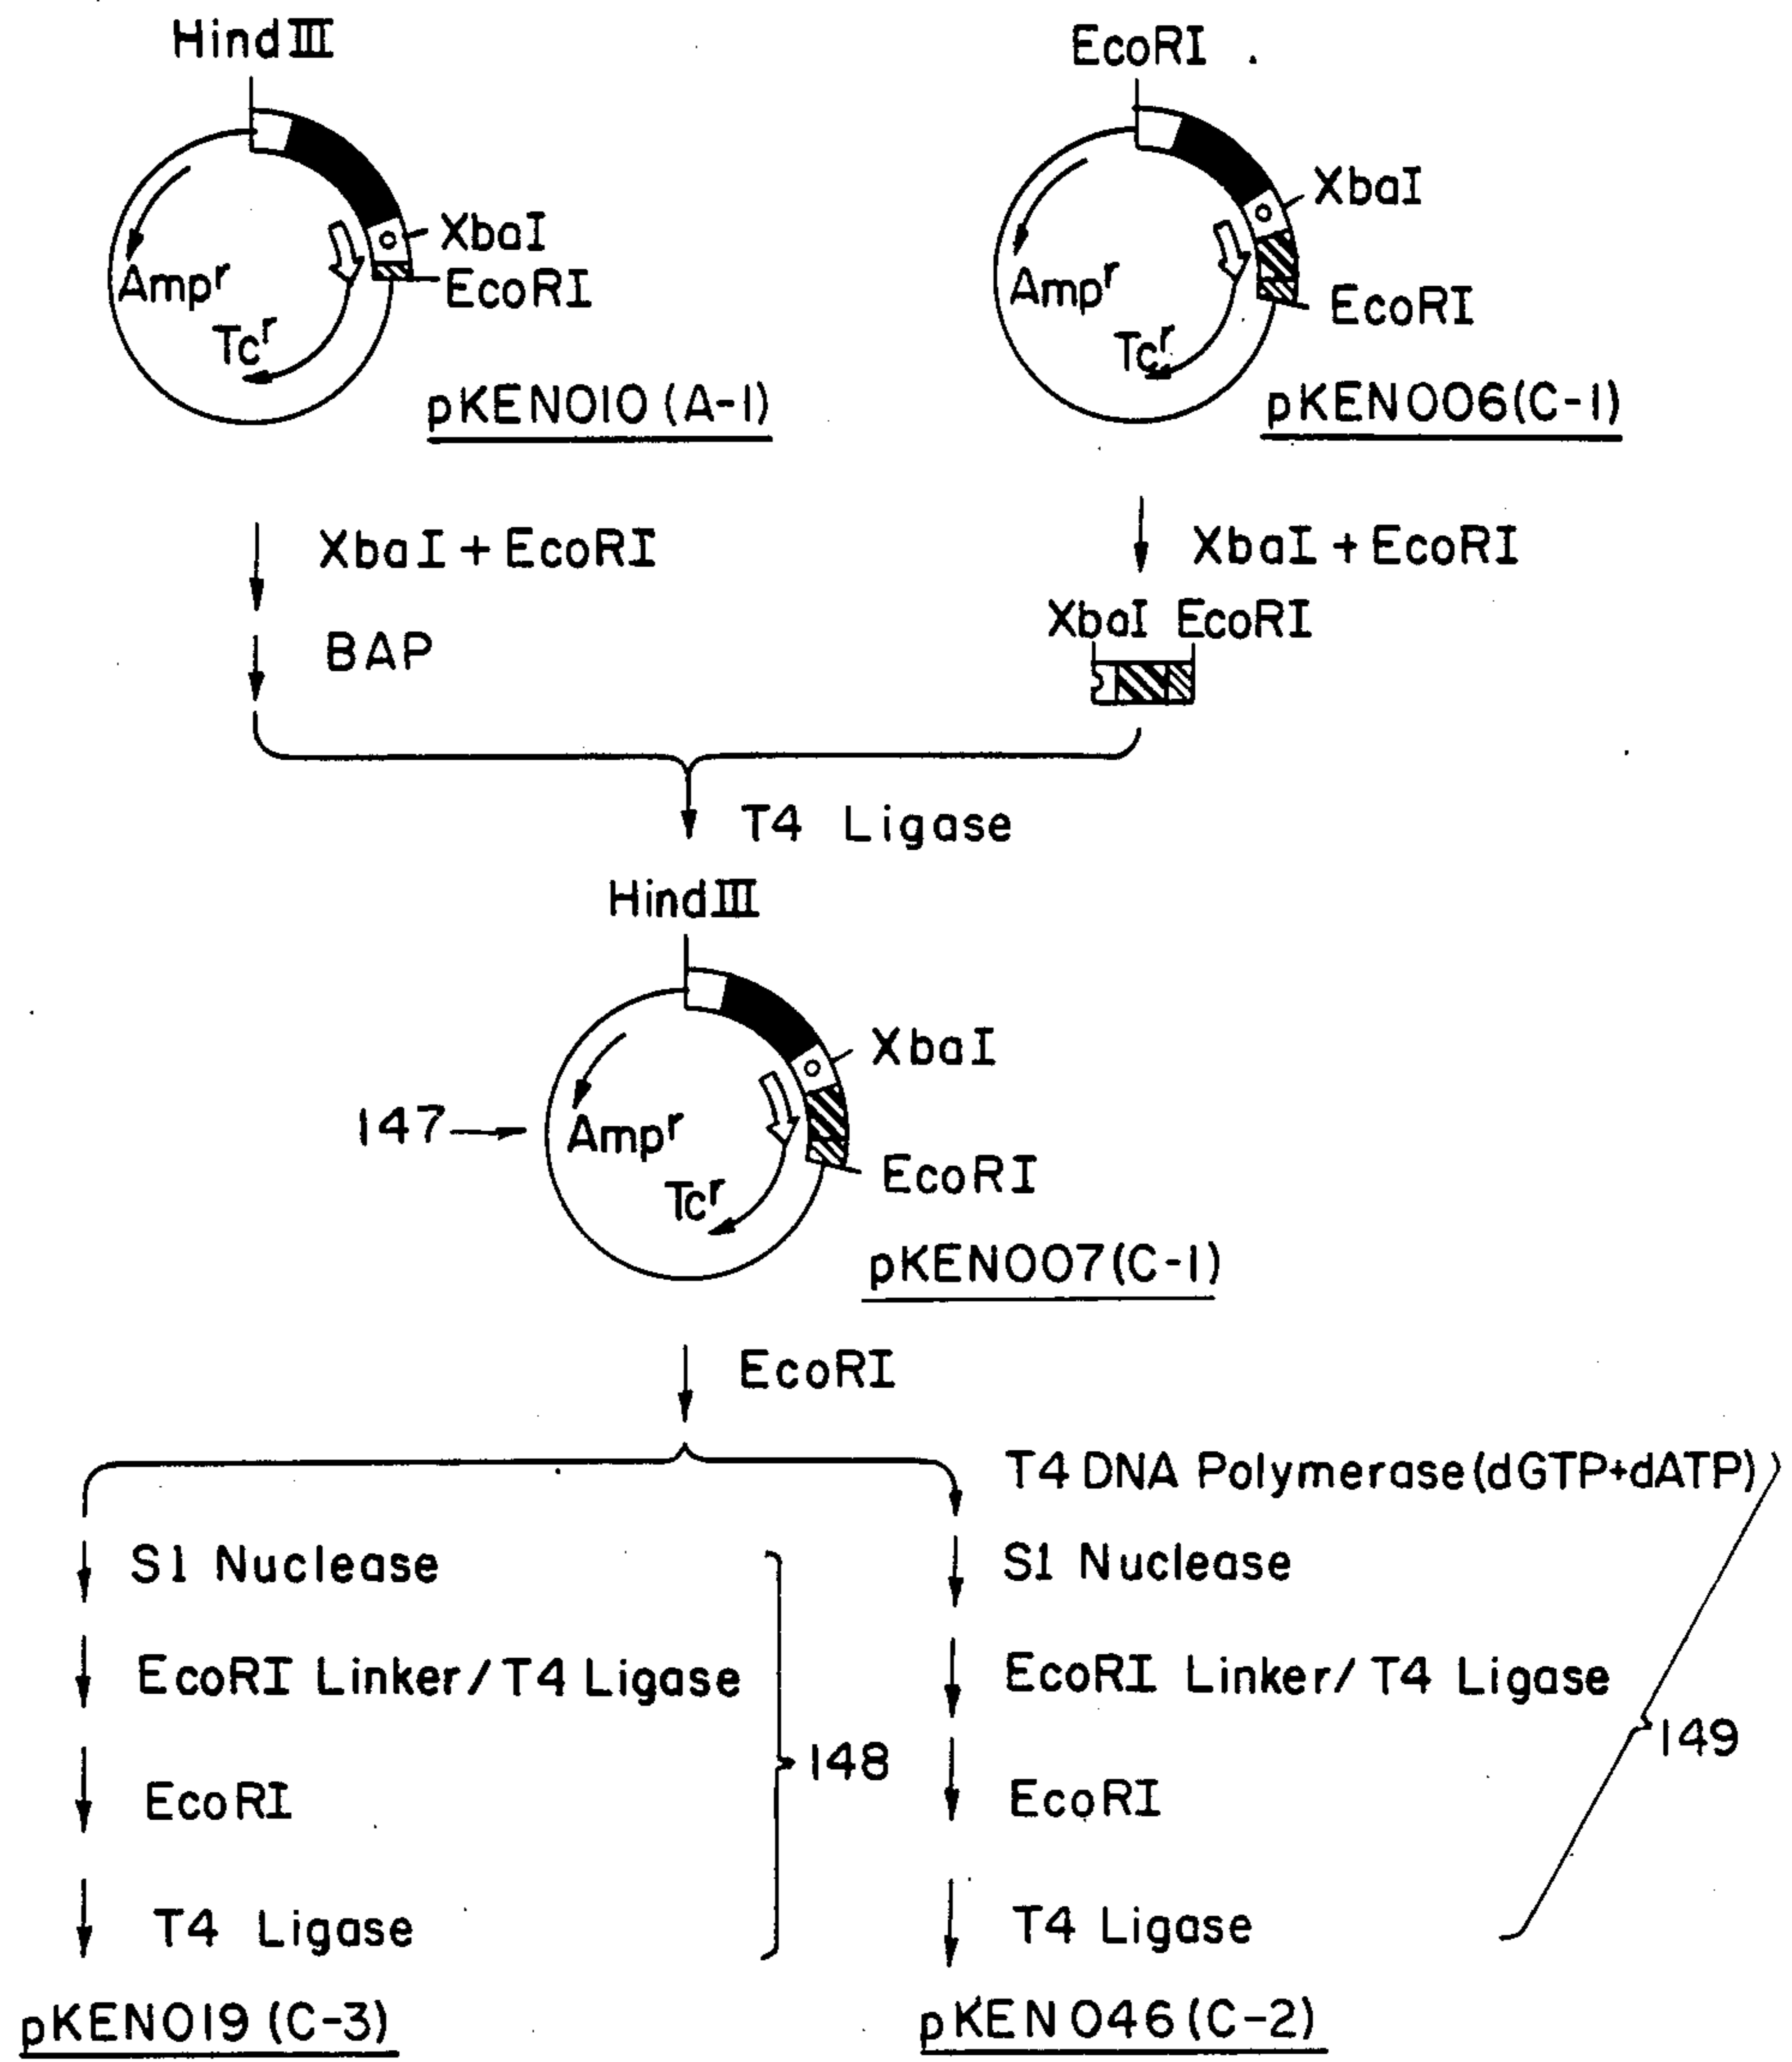 HindIII
EcoRI
XbaI
EcoRI
Ampʳ
Tcʳ
pKEN010 (A-1)
XbaI
EcoRI
Ampʳ
Tcʳ
pKEN006(C-1)
XbaI + EcoRI
BAP
XbaI + EcoRI
XbaI EcoRI
T4 Ligase
HindIII
XbaI
147
Ampʳ
EcoRI
Tcʳ
pKEN007(C-1)
EcoRI
S1 Nuclease
EcoRI Linker/T4 Ligase
EcoRI
T4 Ligase
148
pKEN019 (C-3)
T4 DNA Polymerase(dGTP+dATP)
S1 Nuclease
EcoRI Linker/T4 Ligase
EcoRI
T4 Ligase
149
pKEN046(C-2)